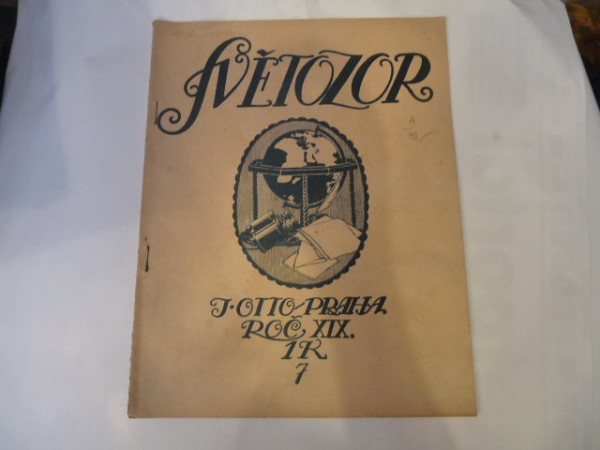 SVĚTOZOR
J. OTTO-PRAHA.
ROČ. XIX.
1 K
7